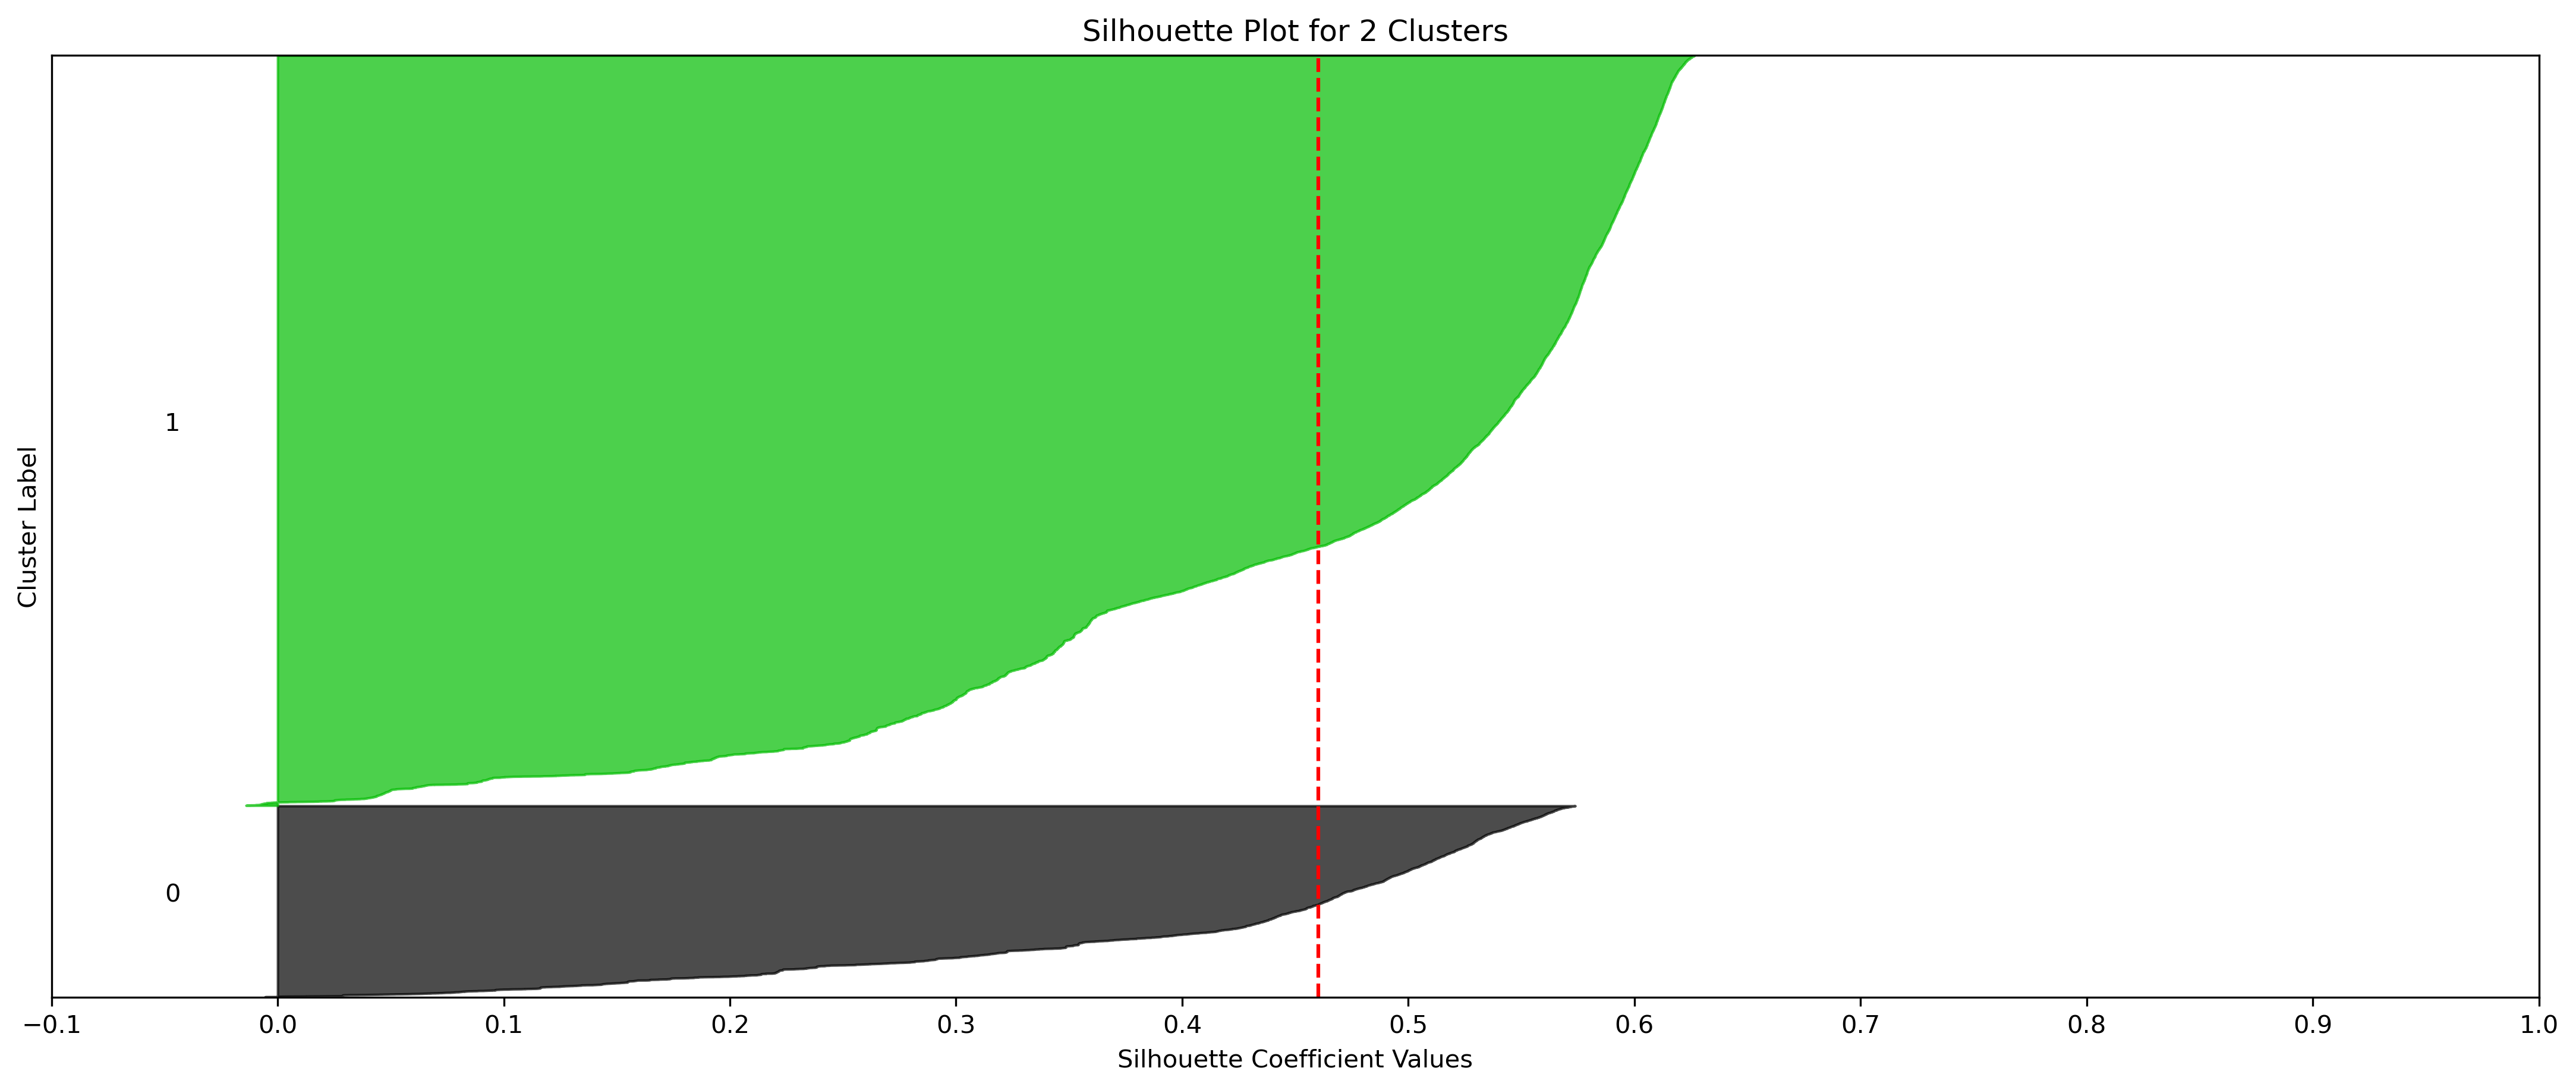 Silhouette Plot for 2 Clusters
1
Cluster Label
0
−0.1 0.0 0.1 0.2 0.3 0.4 0.5 0.6 0.7 0.8 0.9 1.0
Silhouette Coefficient Values